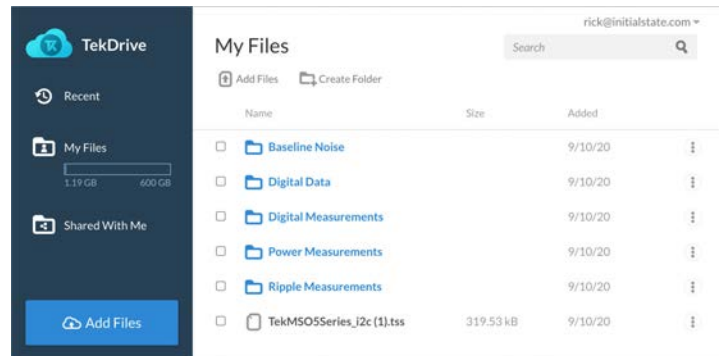 TekDrive
Recent
My Files
1.19 GB 600 GB
Shared With Me
Add Files
rick@initialstate.com
My Files
Search
Add Files Create Folder
Name Size Added
Baseline Noise 9/10/20
Digital Data 9/10/20
Digital Measurements 9/10/20
Power Measurements 9/10/20
Ripple Measurements 9/10/20
TekMSO5Series_i2c (1).tss 319.53 kB 9/10/20